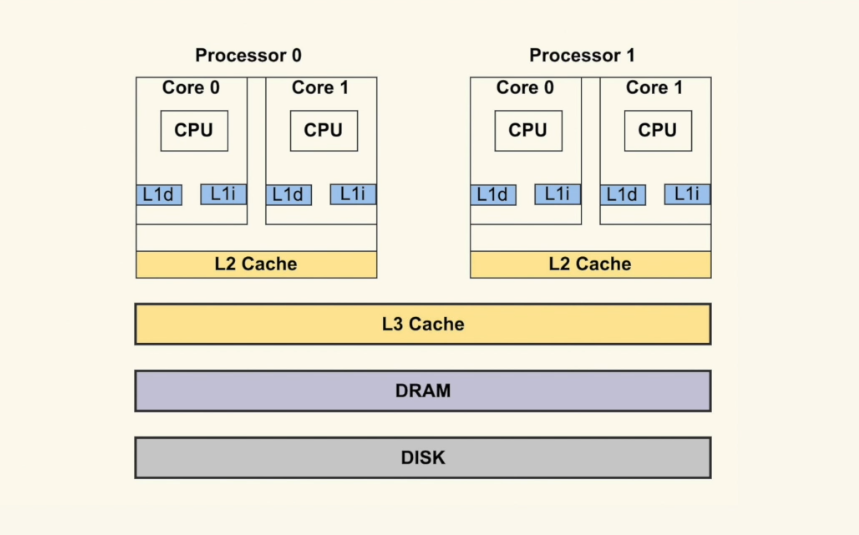 Processor 0
Processor 1
Core 0
Core 1
Core 0
Core 1
CPU
CPU
CPU
CPU
L1d
L1i
L1d
L1i
L1d
L1i
L1d
L1i
L2 Cache
L2 Cache
L3 Cache
DRAM
DISK